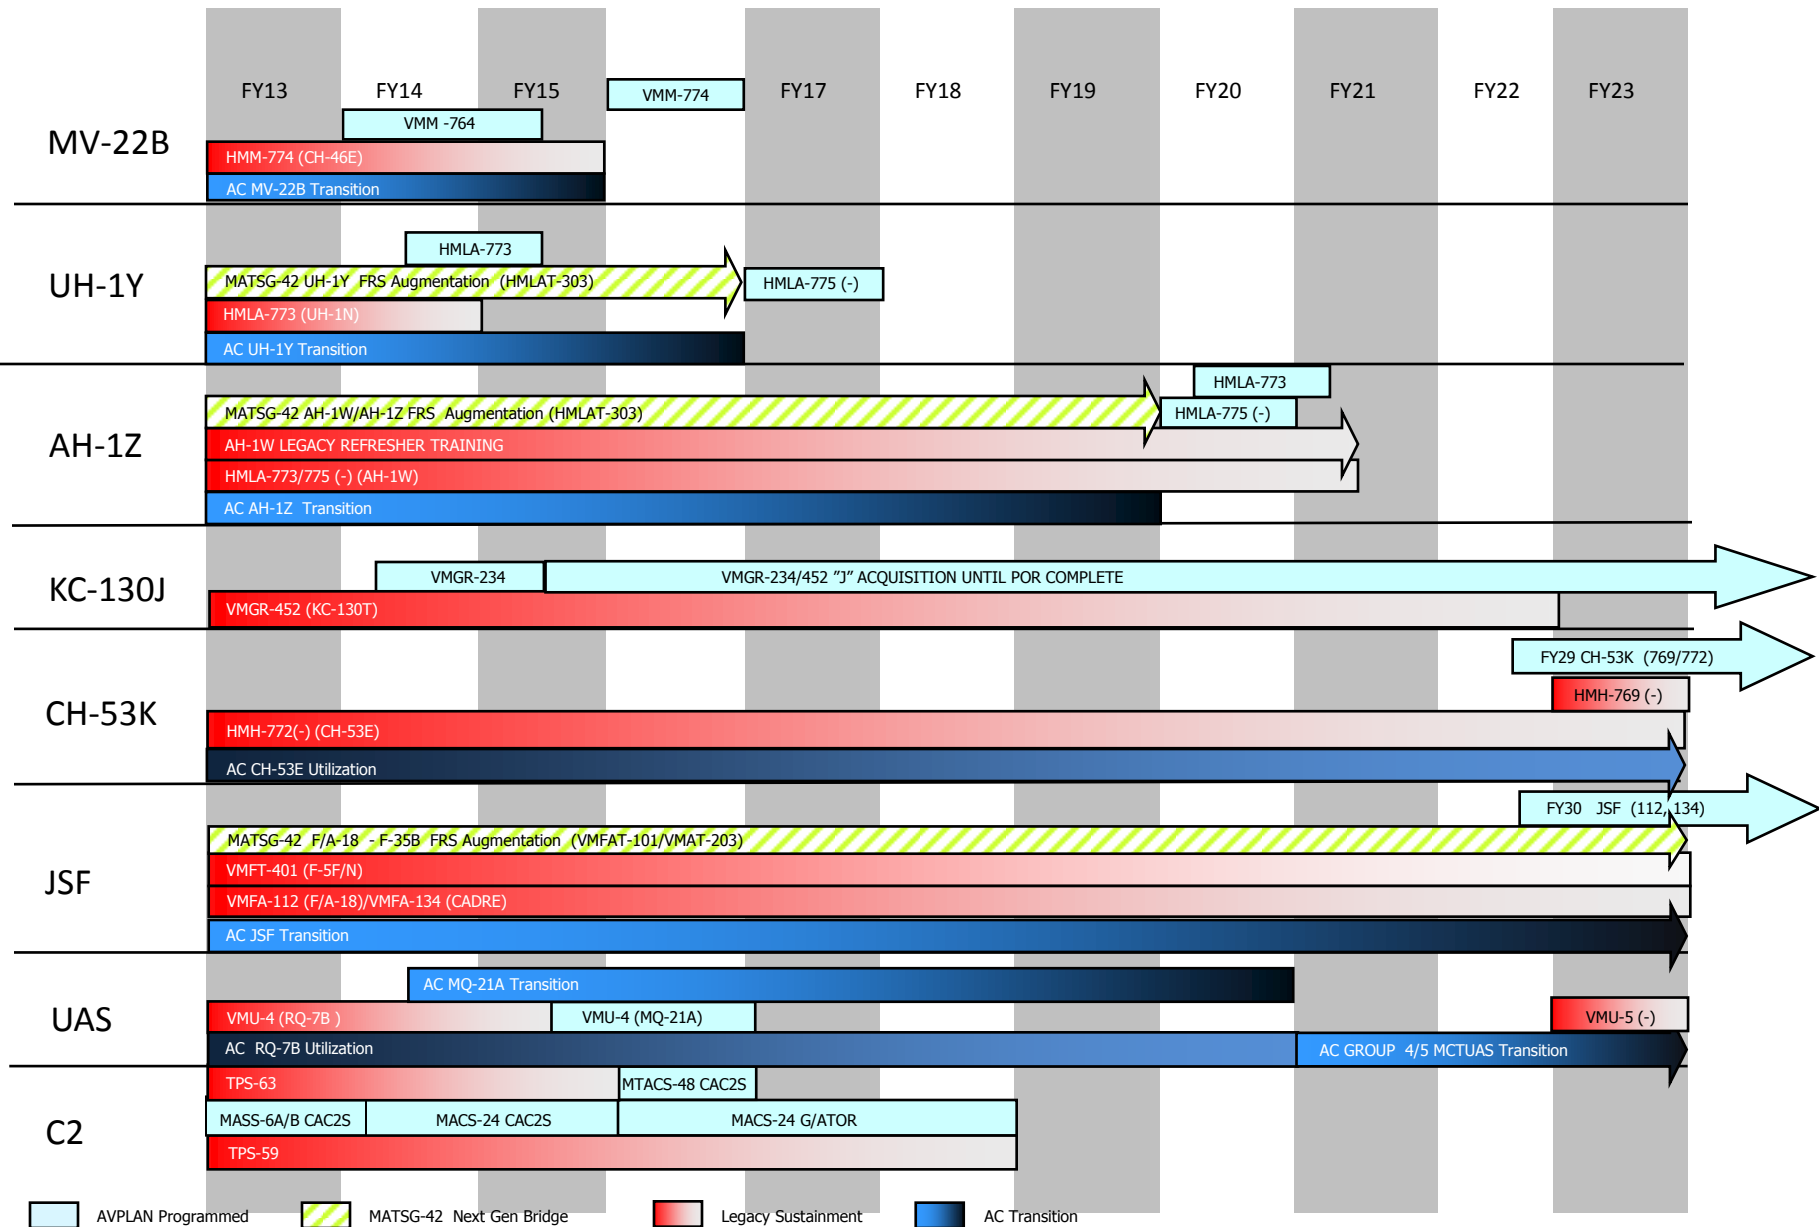 FY13 FY14 FY15 VMM-774 FY17 FY18 FY19 FY20 FY21 FY22 FY23
MV-22B
VMM -764
HMM-774 (CH-46E)
AC MV-22B Transition
UH-1Y
HMLA-773
MATSG-42 UH-1Y FRS Augmentation (HMLAT-303)
HMLA-775 (-)
HMLA-773 (UH-1N)
AC UH-1Y Transition
AH-1Z
HMLA-773
MATSG-42 AH-1W/AH-1Z FRS Augmentation (HMLAT-303)
HMLA-775 (-)
AH-1W LEGACY REFRESHER TRAINING
HMLA-773/775 (-) (AH-1W)
AC AH-1Z Transition
KC-130J
VMGR-234
VMGR-234/452 ”J” ACQUISITION UNTIL POR COMPLETE
VMGR-452 (KC-130T)
CH-53K
FY29 CH-53K (769/772)
HMH-769 (-)
HMH-772(-) (CH-53E)
AC CH-53E Utilization
JSF
FY30 JSF (112, 134)
MATSG-42 F/A-18 - F-35B FRS Augmentation (VMFAT-101/VMAT-203)
VMFT-401 (F-5F/N)
VMFA-112 (F/A-18)/VMFA-134 (CADRE)
AC JSF Transition
UAS
AC MQ-21A Transition
VMU-4 (RQ-7B )
VMU-4 (MQ-21A)
VMU-5 (-)
AC RQ-7B Utilization
AC GROUP 4/5 MCTUAS Transition
C2
TPS-63
MTACS-48 CAC2S
MASS-6A/B CAC2S
MACS-24 CAC2S
MACS-24 G/ATOR
TPS-59
AVPLAN Programmed
MATSG-42 Next Gen Bridge
Legacy Sustainment
AC Transition